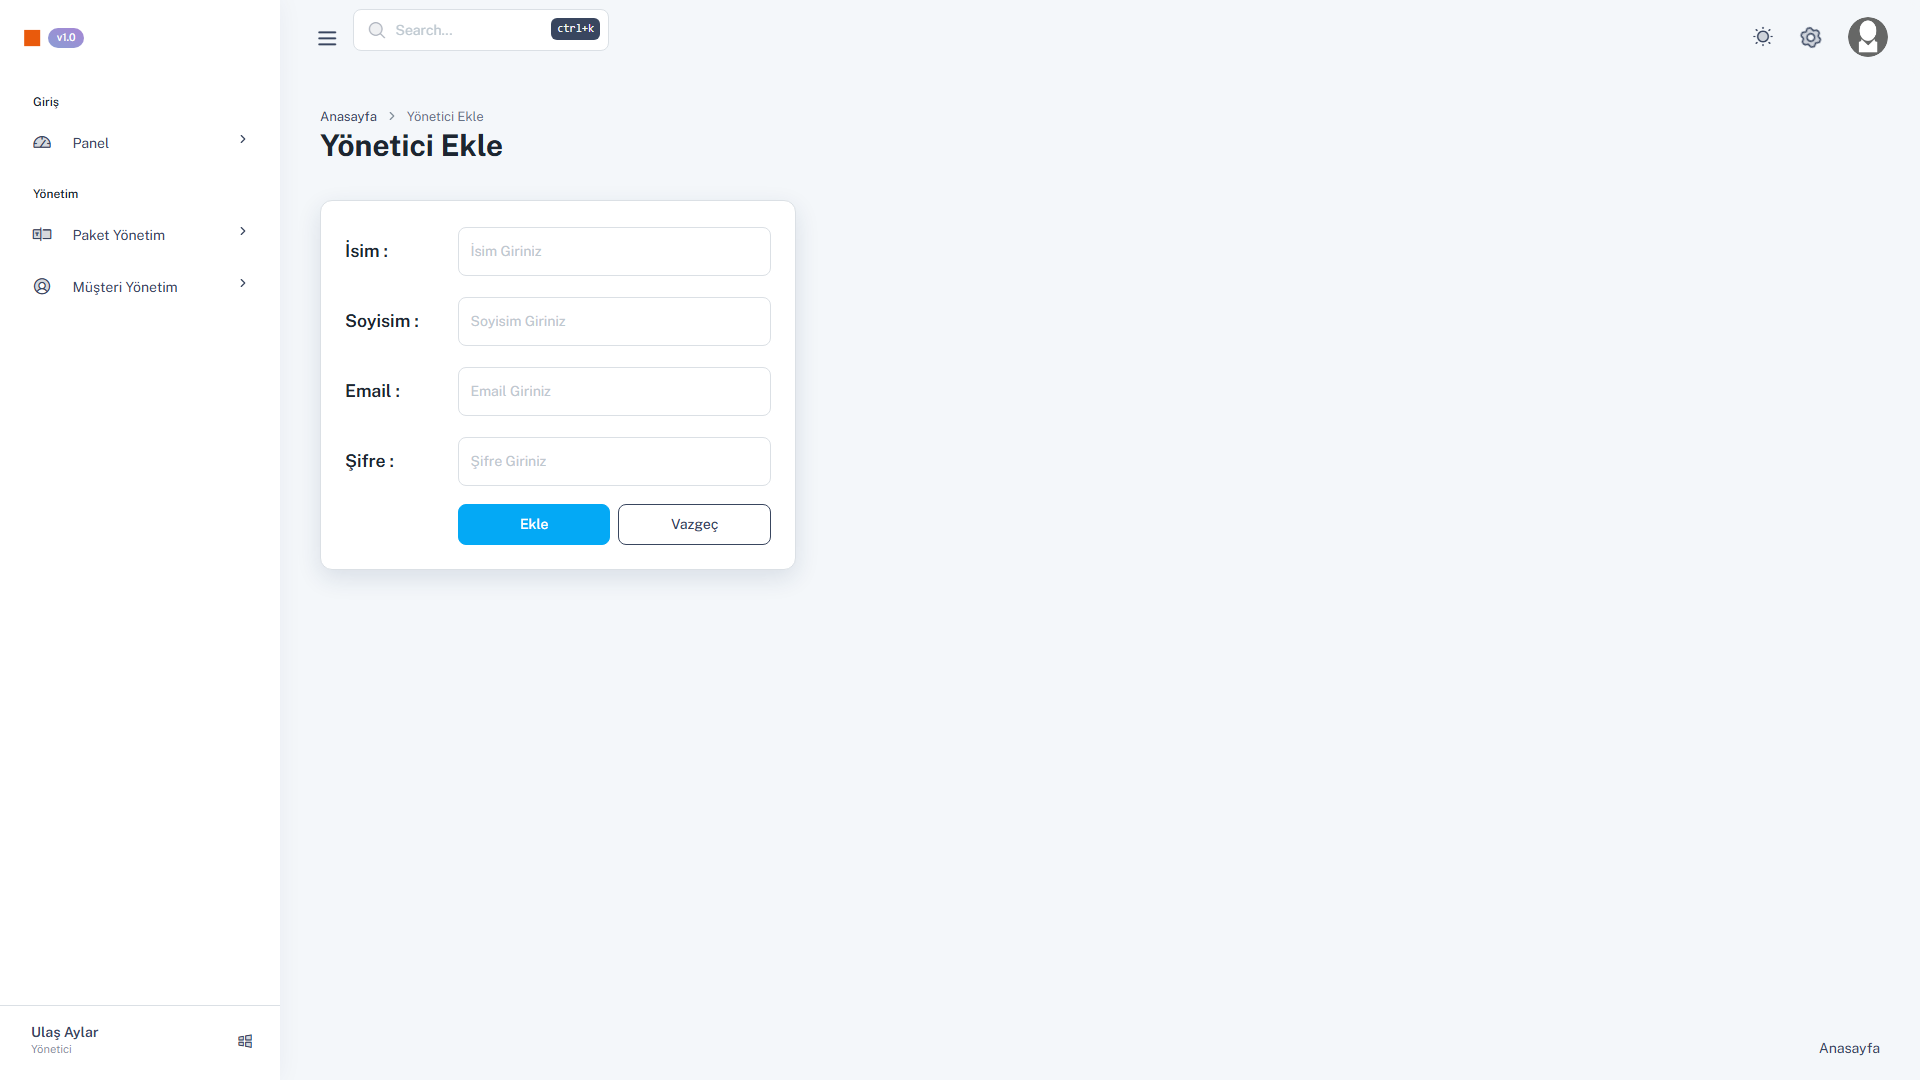 v1.0
Search...
ctrl+k
Giriş
Panel
Yönetim
Paket Yönetim
Müşteri Yönetim
Anasayfa > Yönetici Ekle
Yönetici Ekle
İsim : İsim Giriniz
Soyisim : Soyisim Giriniz
Email : Email Giriniz
Şifre : Şifre Giriniz
Ekle Vazgeç
Ulaş Aylar
Yönetici
Anasayfa